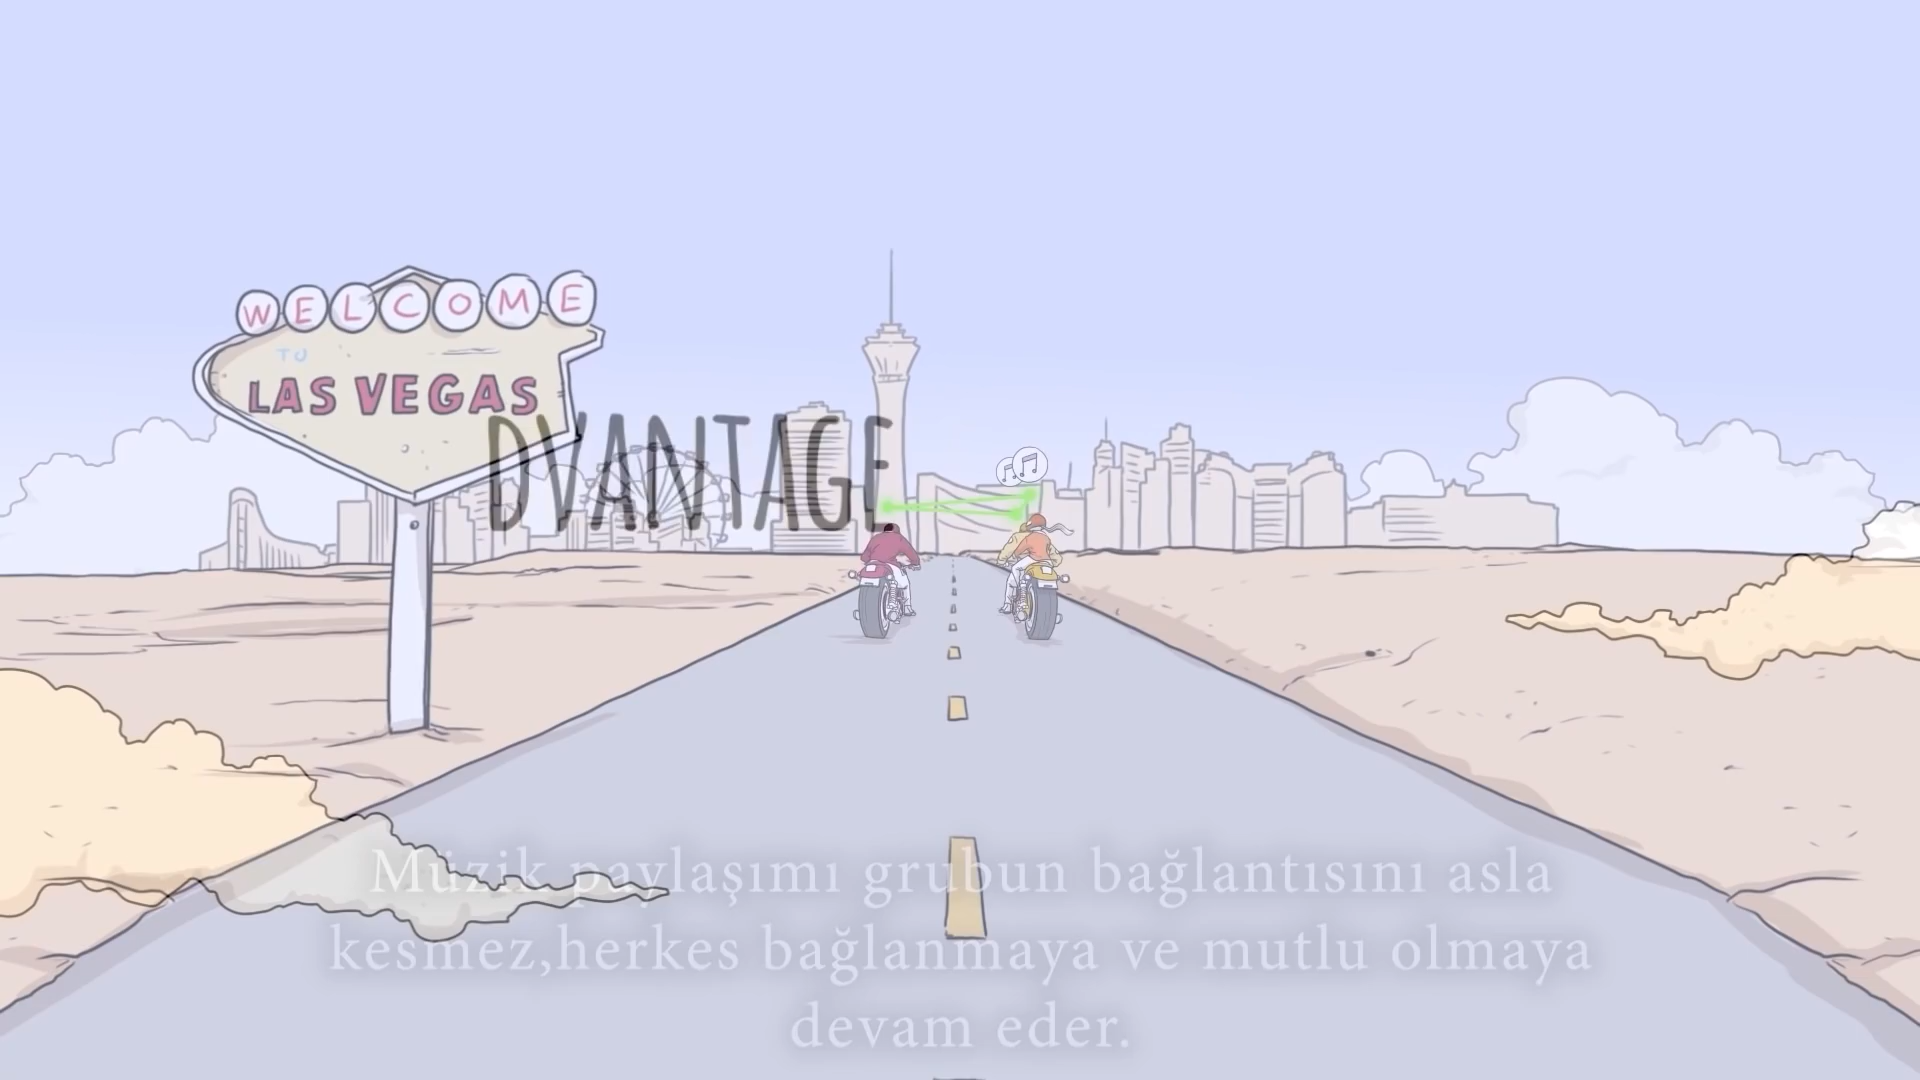 WELCOME
TO
LAS VEGAS
DVANTAGE
Müzik paylaşımı grubun bağlantısını asla
kesmez,herkes bağlanmaya ve mutlu olmaya
devam eder.